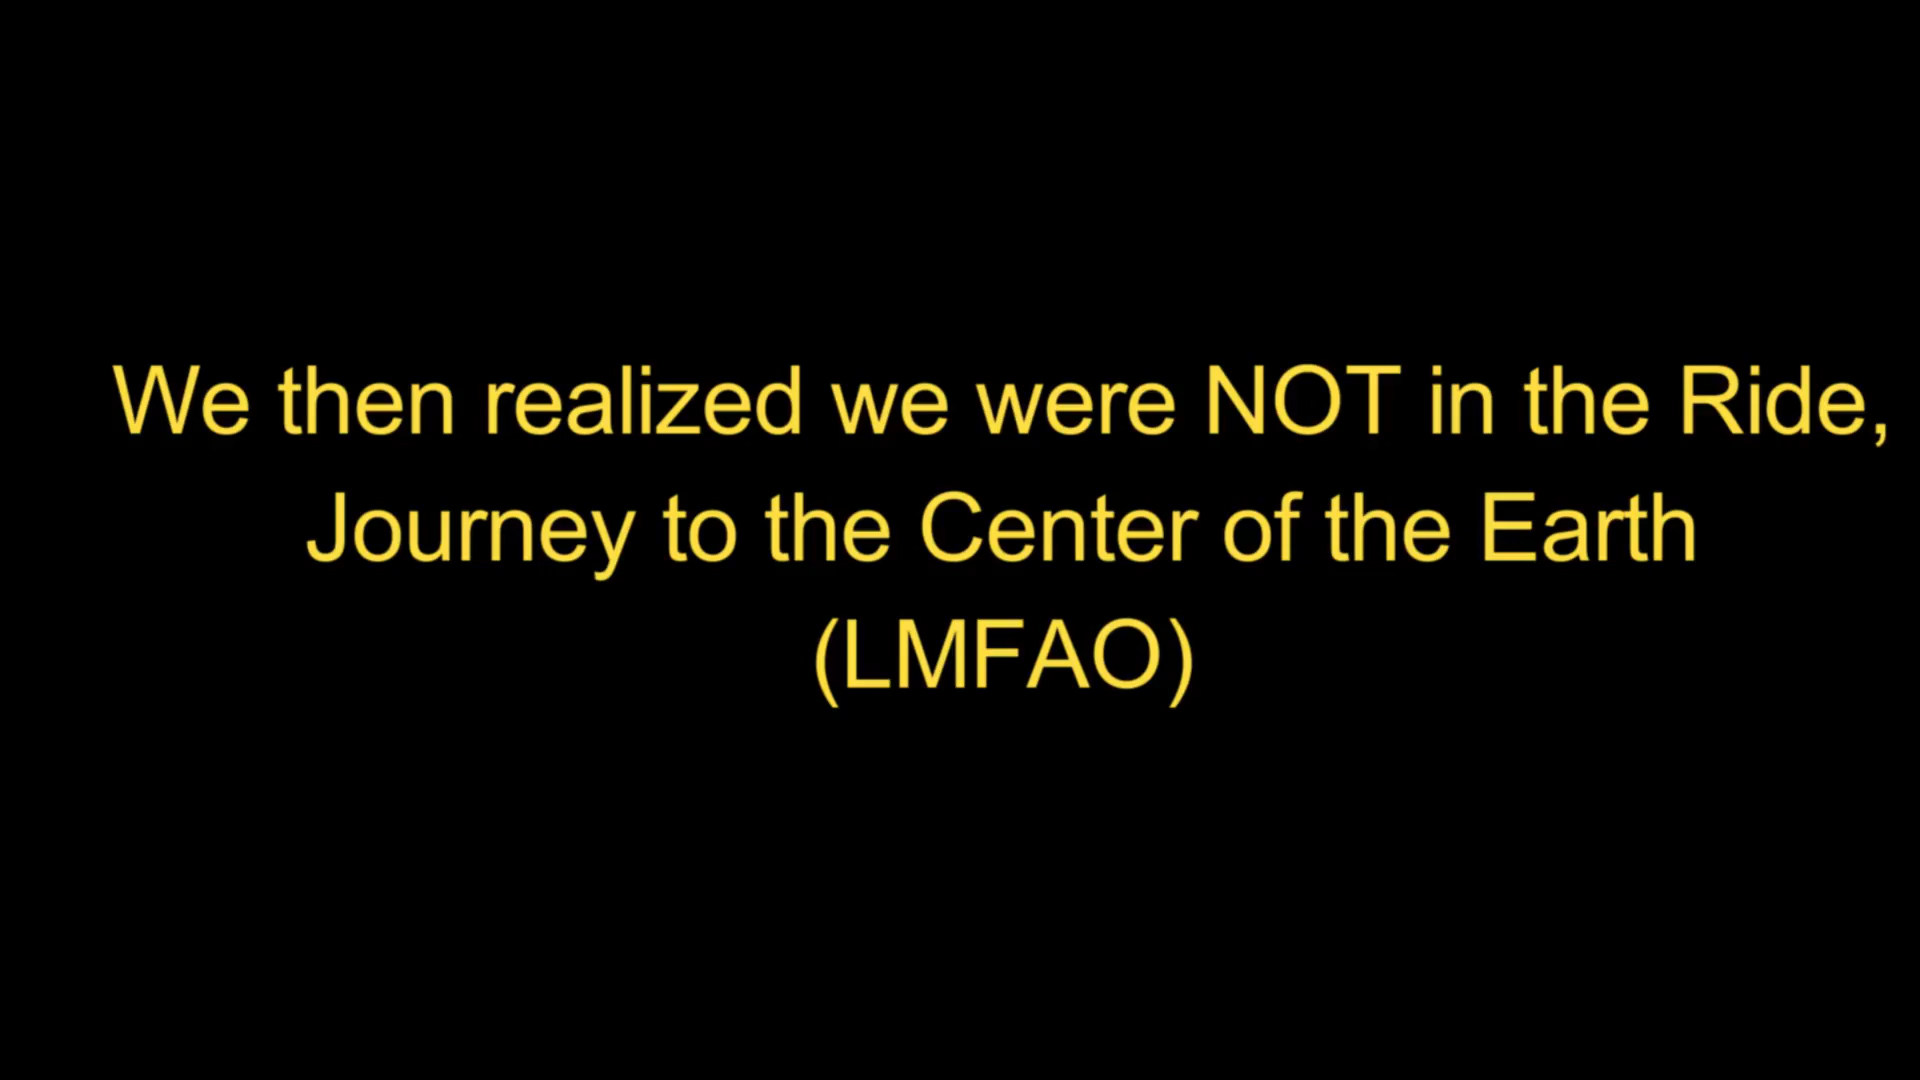 We then realized we were NOT in the Ride,
Journey to the Center of the Earth
(LMFAO)